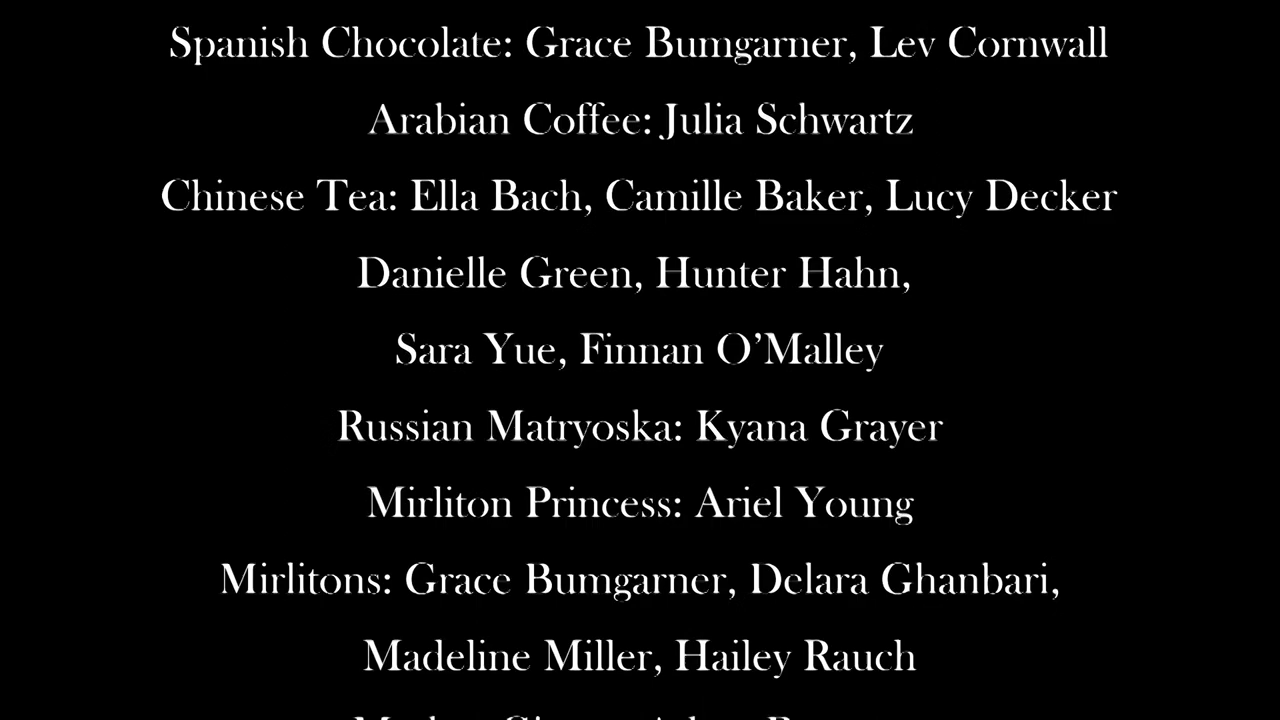 Spanish Chocolate: Grace Bumgarner, Lev Cornwall
Arabian Coffee: Julia Schwartz
Chinese Tea: Ella Bach, Camille Baker, Lucy Decker
Danielle Green, Hunter Hahn,
Sara Yue, Finnan O’Malley
Russian Matryoska: Kyana Grayer
Mirliton Princess: Ariel Young
Mirlitons: Grace Bumgarner, Delara Ghanbari,
Madeline Miller, Hailey Rauch